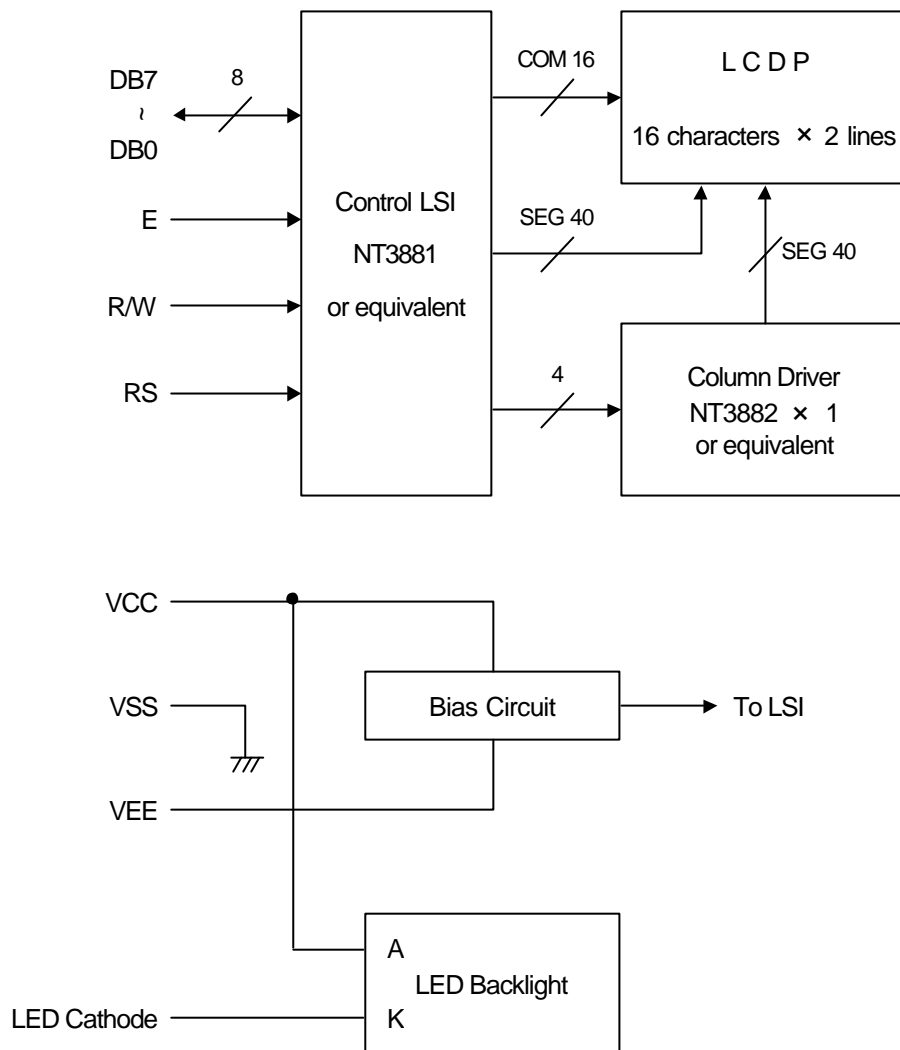 DB7
~
DB0
8
E
R/W
RS
Control LSI
NT3881
or equivalent
COM 16
SEG 40
4
L C D P
16 characters × 2 lines
SEG 40
Column Driver
NT3882 × 1
or equivalent
VCC
VSS
VEE
Bias Circuit
To LSI
A
LED Backlight
K
LED Cathode